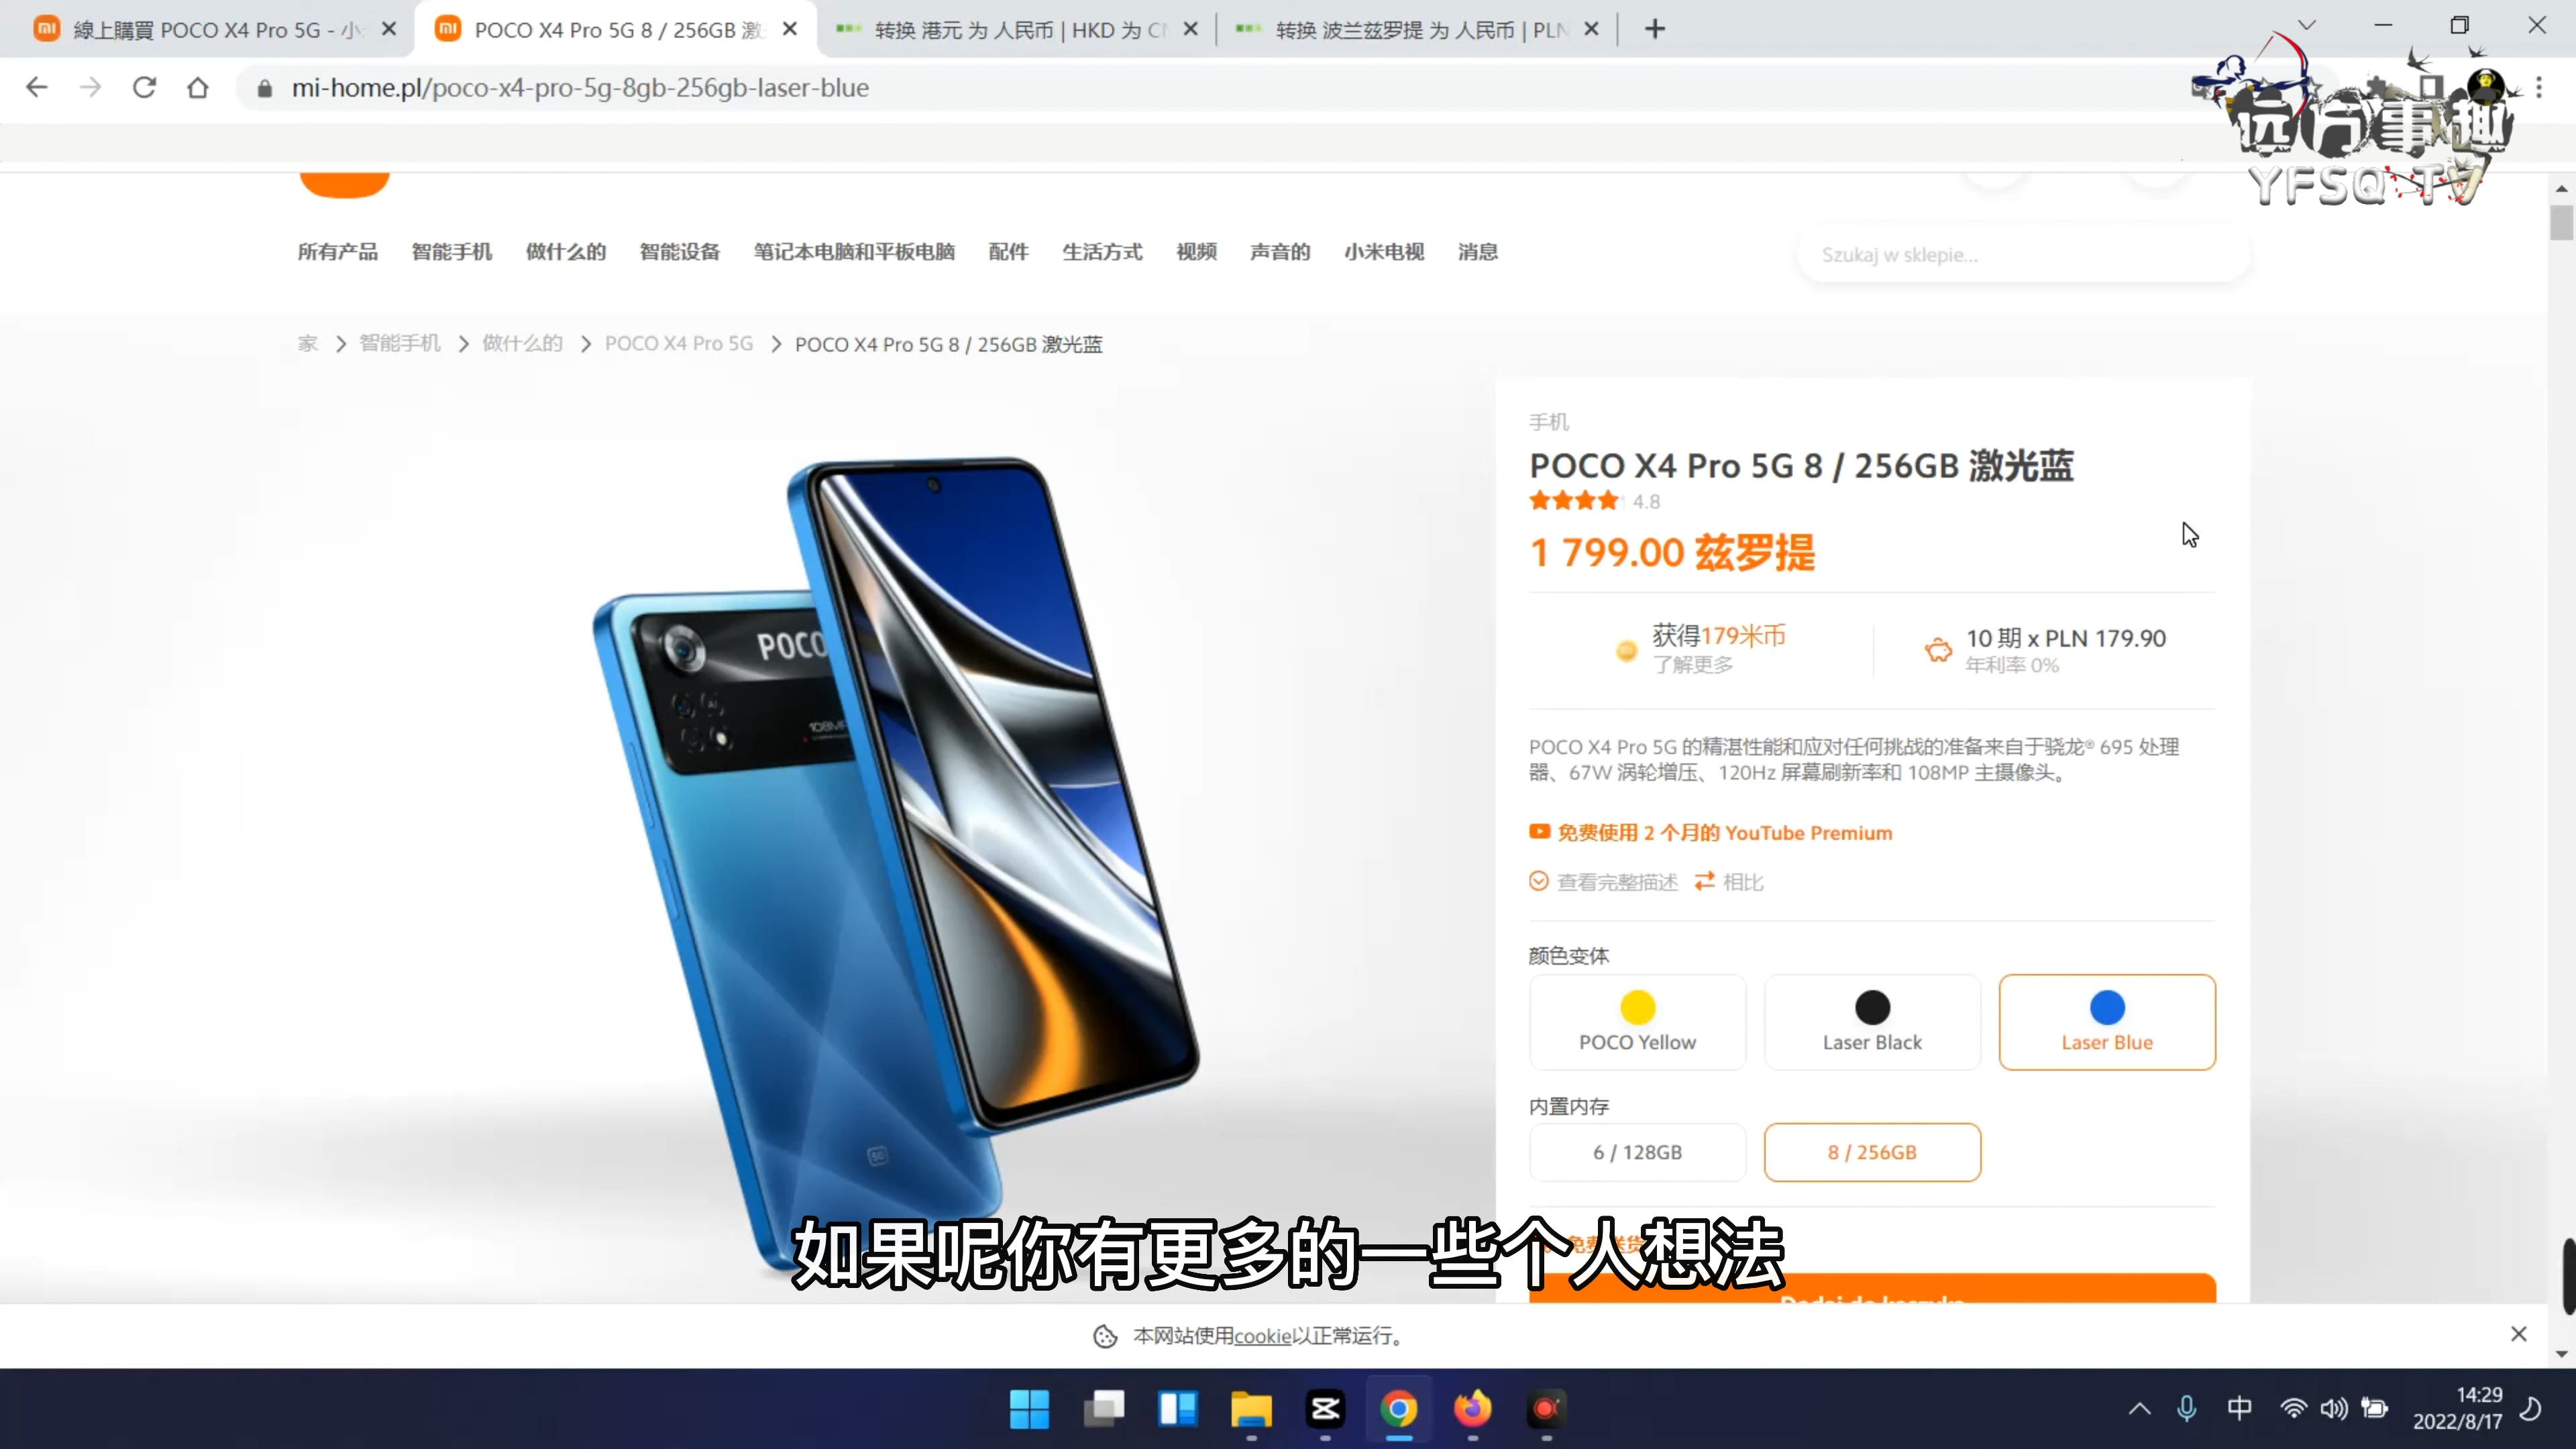 線上購買 POCO X4 Pro 5G - 小
POCO X4 Pro 5G 8 / 256GB 激
转换 港元 为 人民币 | HKD 为 CN
转换 波兰兹罗提 为 人民币 | PLN
mi-home.pl/poco-x4-pro-5g-8gb-256gb-laser-blue
远方事趣
YFSQ TV
所有产品 智能手机 做什么的 智能设备 笔记本电脑和平板电脑 配件 生活方式 视频 声音的 小米电视 消息
Szukaj w sklepie...
家 > 智能手机 > 做什么的 > POCO X4 Pro 5G > POCO X4 Pro 5G 8 / 256GB 激光蓝
手机
POCO X4 Pro 5G 8 / 256GB 激光蓝
4.8
1 799.00 兹罗提
获得179米币
了解更多
10 期 x PLN 179.90
年利率 0%
POCO X4 Pro 5G 的精湛性能和应对任何挑战的准备来自于骁龙® 695 处理
器、67W 涡轮增压、120Hz 屏幕刷新率和 108MP 主摄像头。
免费使用 2 个月的 YouTube Premium
查看完整描述 相比
颜色变体
POCO Yellow
Laser Black
Laser Blue
内置内存
6 / 128GB
8 / 256GB
POCO
AI
108MP
5G
免费送货
如果呢你有更多的一些个人想法
Dodaj do koszyka
本网站使用cookie以正常运行。
中
14:29
2022/8/17